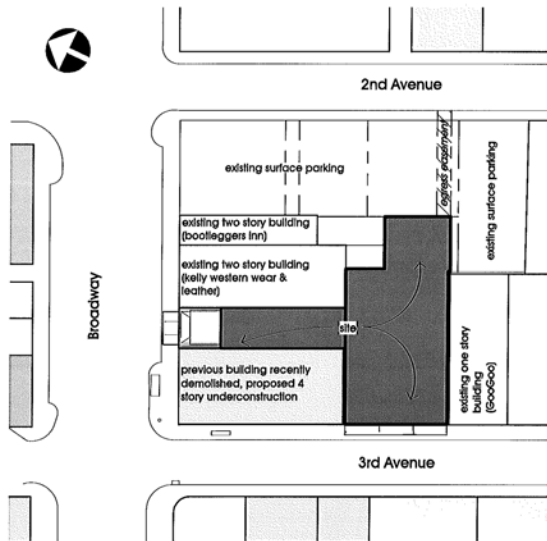 2nd Avenue
existing surface parking
egress easement
existing surface parking
existing two story building
(bootleggers inn)
existing two story building
(kelly western wear &
leather)
Broadway
site
previous building recently
demolished, proposed 4
story underconstruction
existing one story
building
(GooGoo)
3rd Avenue